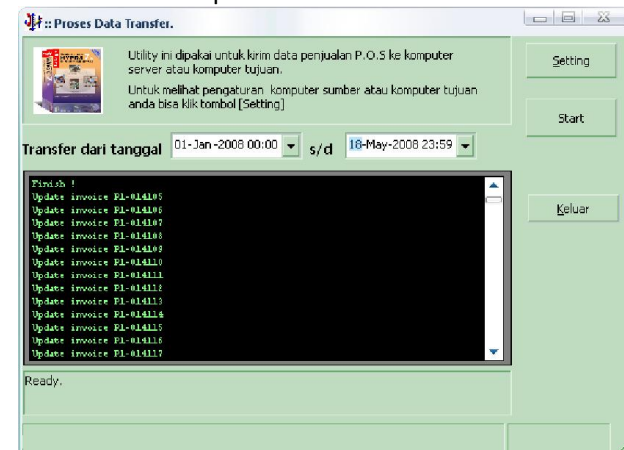 :: Proses Data Transfer.
Utility ini dipakai untuk kirim data penjualan P.O.S ke komputer
server atau komputer tujuan.
Untuk melihat pengaturan komputer sumber atau komputer tujuan
anda bisa klik tombol [Setting]
Setting
Start
Transfer dari tanggal 01-Jan-2008 00:00 s/d 18-May-2008 23:59
Keluar
Finish !
Update invoice P1-014105
Update invoice P1-014106
Update invoice P1-014107
Update invoice P1-014108
Update invoice P1-014109
Update invoice P1-014110
Update invoice P1-014111
Update invoice P1-014112
Update invoice P1-014113
Update invoice P1-014114
Update invoice P1-014115
Update invoice P1-014116
Update invoice P1-014117
Ready.